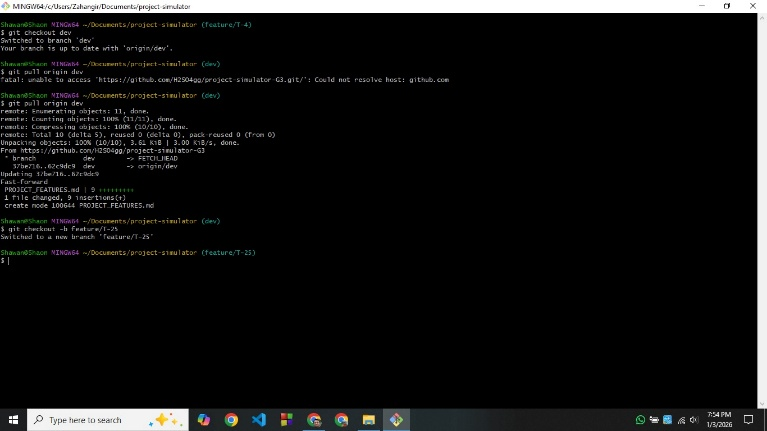 MINGW64:/c/Users/Zahangir/Documents/project-simulator
Shawan@Shaon MINGW64 ~/Documents/project-simulator (feature/T-4)
$ git checkout dev
Switched to branch 'dev'
Your branch is up to date with 'origin/dev'.
Shawan@Shaon MINGW64 ~/Documents/project-simulator (dev)
$ git pull origin dev
fatal: unable to access 'https://github.com/H2SO4gg/project-simulator-G3.git/': Could not resolve host: github.com
Shawan@Shaon MINGW64 ~/Documents/project-simulator (dev)
$ git pull origin dev
remote: Enumerating objects: 11, done.
remote: Counting objects: 100% (11/11), done.
remote: Compressing objects: 100% (10/10), done.
remote: Total 10 (delta 5), reused 0 (delta 0), pack-reused 0 (from 0)
Unpacking objects: 100% (10/10), 3.61 KiB | 3.00 KiB/s, done.
From https://github.com/H2SO4gg/project-simulator-G3
 * branch            dev        -> FETCH_HEAD
   37be716..62c9dc9  dev        -> origin/dev
Updating 37be716..62c9dc9
Fast-forward
 PROJECT_FEATURES.md | 9 +++++++++
 1 file changed, 9 insertions(+)
 create mode 100644 PROJECT_FEATURES.md
Shawan@Shaon MINGW64 ~/Documents/project-simulator (dev)
$ git checkout -b feature/T-25
Switched to a new branch 'feature/T-25'
Shawan@Shaon MINGW64 ~/Documents/project-simulator (feature/T-25)
$
Type here to search
7:54 PM
1/3/2026